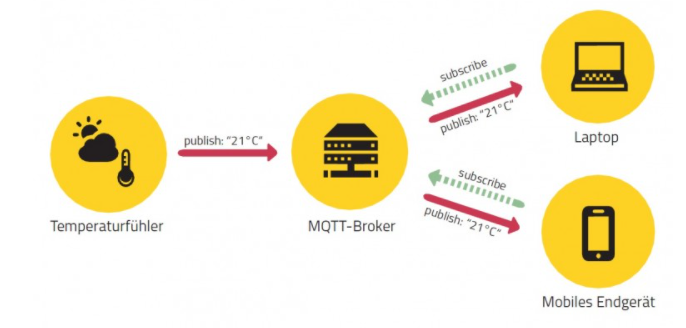 Temperaturfühler
publish: "21°C"
MQTT-Broker
subscribe
publish: "21°C"
Laptop
subscribe
publish: "21°C"
Mobiles Endgerät